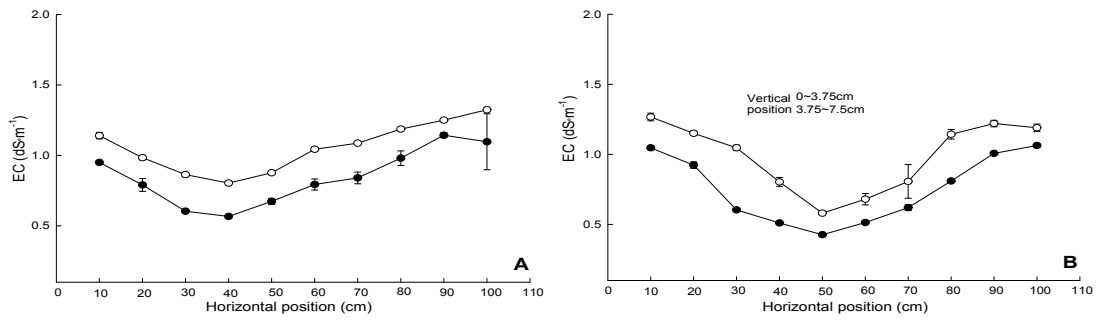 2.0
1.5
1.0
0.5
EC (dS·m⁻¹)
A
0 10 20 30 40 50 60 70 80 90 100 110
Horizontal position (cm)
2.0
1.5
1.0
0.5
EC (dS·m⁻¹)
Vertical 0~3.75cm
position 3.75~7.5cm
B
0 10 20 30 40 50 60 70 80 90 100 110
Horizontal position (cm)